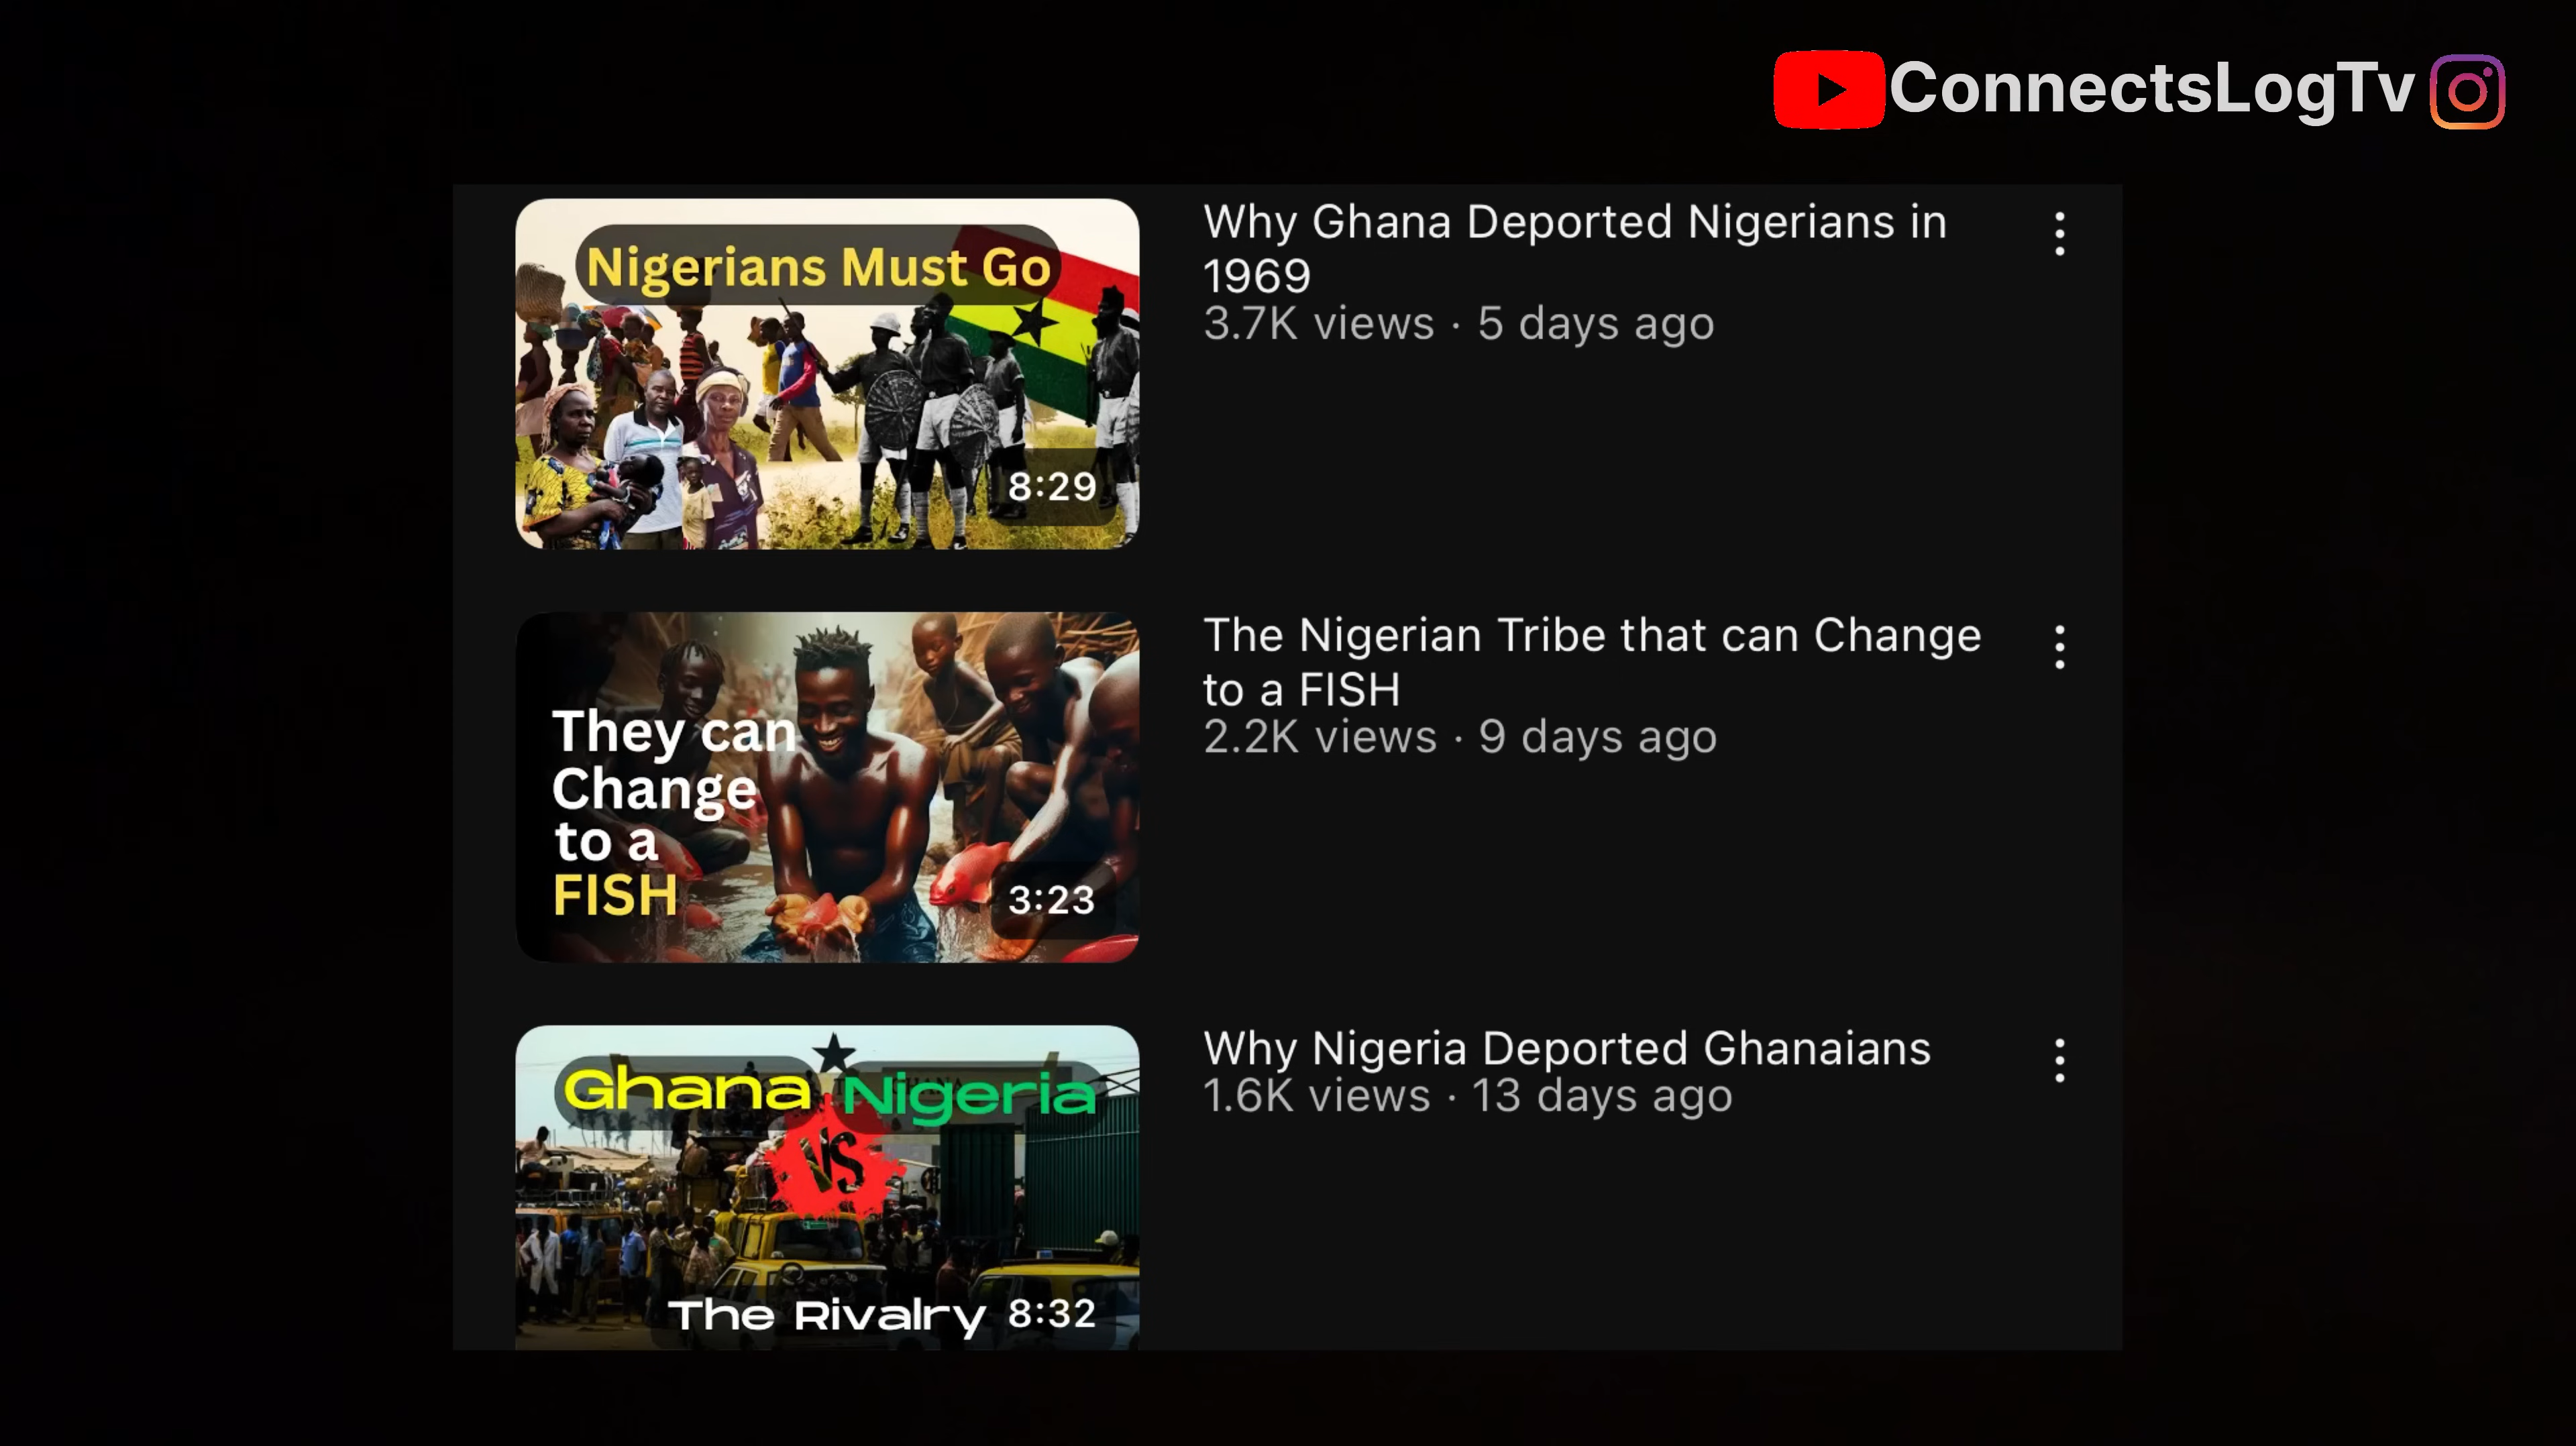 ConnectsLogTv
Nigerians Must Go
8:29
Why Ghana Deported Nigerians in
1969
3.7K views · 5 days ago
They can
Change
to a
FISH
3:23
The Nigerian Tribe that can Change
to a FISH
2.2K views · 9 days ago
Ghana Nigeria
VS
The Rivalry 8:32
Why Nigeria Deported Ghanaians
1.6K views · 13 days ago